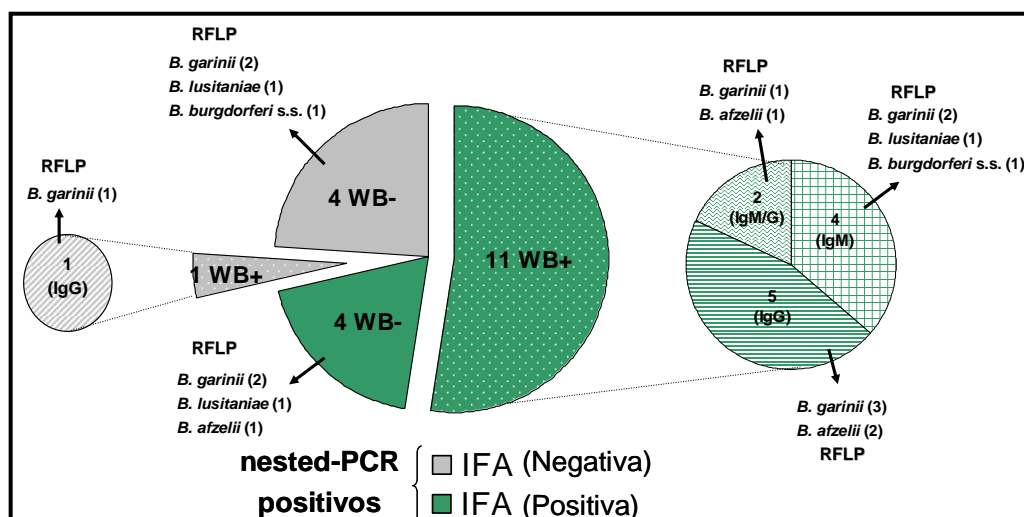 RFLP
B. garinii (2)
B. lusitaniae (1)
B. burgdorferi s.s. (1)
RFLP
B. garinii (1)
B. afzelii (1)
RFLP
B. garinii (2)
B. lusitaniae (1)
B. burgdorferi s.s. (1)
RFLP
B. garinii (1)
4 WB-
2
(IgM/G)
4
(IgM)
1
(IgG)
1 WB+
11 WB+
5
(IgG)
4 WB-
RFLP
B. garinii (2)
B. lusitaniae (1)
B. afzelii (1)
B. garinii (3)
B. afzelii (2)
RFLP
nested-PCR
positivos
IFA (Negativa)
IFA (Positiva)